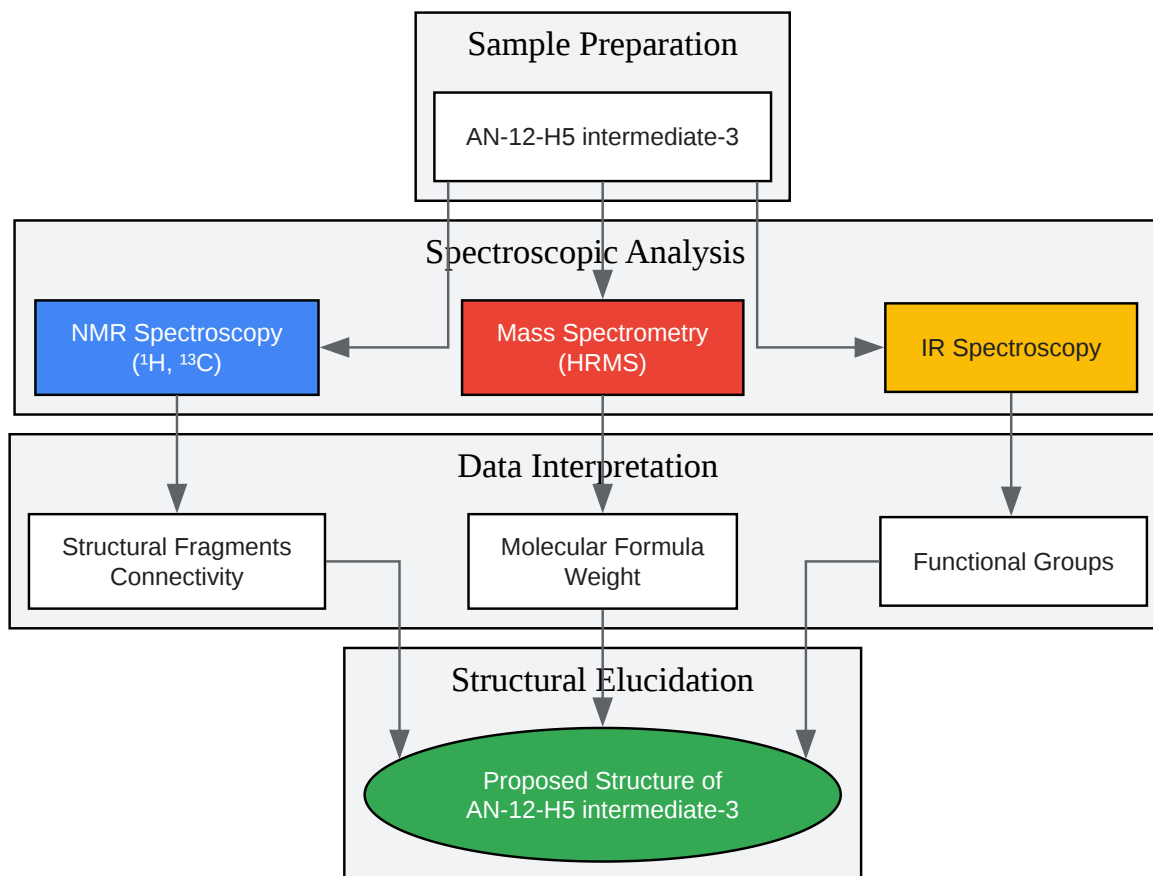 Sample Preparation
AN-12-H5 intermediate-3
Spectroscopic Analysis
NMR Spectroscopy
(¹H, ¹³C)
Mass Spectrometry
(HRMS)
IR Spectroscopy
Data Interpretation
Structural Fragments
Connectivity
Molecular Formula
Weight
Functional Groups
Structural Elucidation
Proposed Structure of
AN-12-H5 intermediate-3